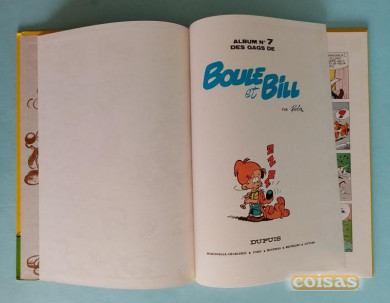 ALBUM N° 7
DES GAGS DE
BOULE
et BILL
DUPUIS
coisas